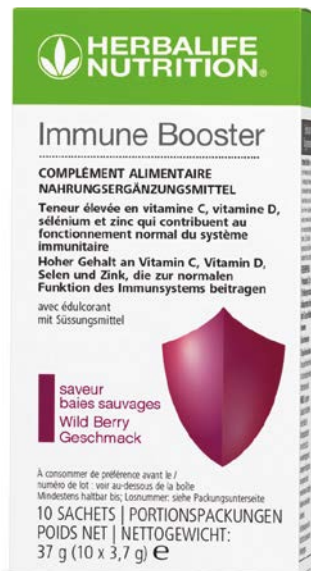 HERBALIFE
NUTRITION®
Immune Booster
COMPLÉMENT ALIMENTAIRE
NAHRUNGSERGÄNZUNGSMITTEL
Teneur élevée en vitamine C, vitamine D,
sélénium et zinc qui contribuent au
fonctionnement normal du système
immunitaire
Hoher Gehalt an Vitamin C, Vitamin D,
Selen und Zink, die zur normalen
Funktion des Immunsystems beitragen
avec édulcorant
mit Süssungsmittel
saveur
baies sauvages
Wild Berry
Geschmack
À consommer de préférence avant le /
numéro de lot : voir au-dessous de la boîte
Mindestens haltbar bis; Losnummer: siehe Packungsunterseite
10 SACHETS | PORTIONSPACKUNGEN
POIDS NET | NETTOGEWICHT:
37 g (10 x 3,7 g) ℮